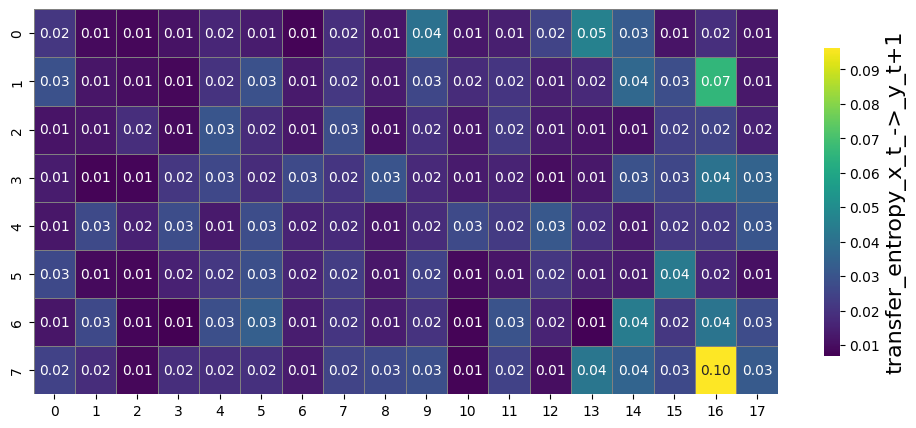 0 0.02 0.01 0.01 0.01 0.02 0.01 0.01 0.02 0.01 0.04 0.01 0.01 0.02 0.05 0.03 0.01 0.02 0.01
1 0.03 0.01 0.01 0.01 0.02 0.03 0.01 0.02 0.01 0.03 0.02 0.02 0.01 0.02 0.04 0.03 0.07 0.01
2 0.01 0.01 0.02 0.01 0.03 0.02 0.01 0.03 0.01 0.02 0.01 0.02 0.01 0.01 0.01 0.02 0.02 0.02
3 0.01 0.01 0.01 0.02 0.03 0.02 0.03 0.02 0.03 0.02 0.01 0.02 0.01 0.01 0.03 0.03 0.04 0.03
4 0.01 0.03 0.02 0.03 0.01 0.03 0.01 0.02 0.01 0.02 0.03 0.02 0.03 0.02 0.01 0.02 0.02 0.03
5 0.03 0.01 0.01 0.02 0.02 0.03 0.02 0.02 0.01 0.02 0.01 0.01 0.02 0.01 0.01 0.04 0.02 0.01
6 0.01 0.03 0.01 0.01 0.03 0.03 0.01 0.02 0.01 0.02 0.01 0.03 0.02 0.01 0.04 0.02 0.04 0.03
7 0.02 0.02 0.01 0.02 0.02 0.02 0.01 0.02 0.03 0.03 0.01 0.02 0.01 0.04 0.04 0.03 0.10 0.03
0 1 2 3 4 5 6 7 8 9 10 11 12 13 14 15 16 17
0.09
0.08
0.07
0.06
0.05
0.04
0.03
0.02
0.01
transfer_entropy_x_t_->_y_t+1